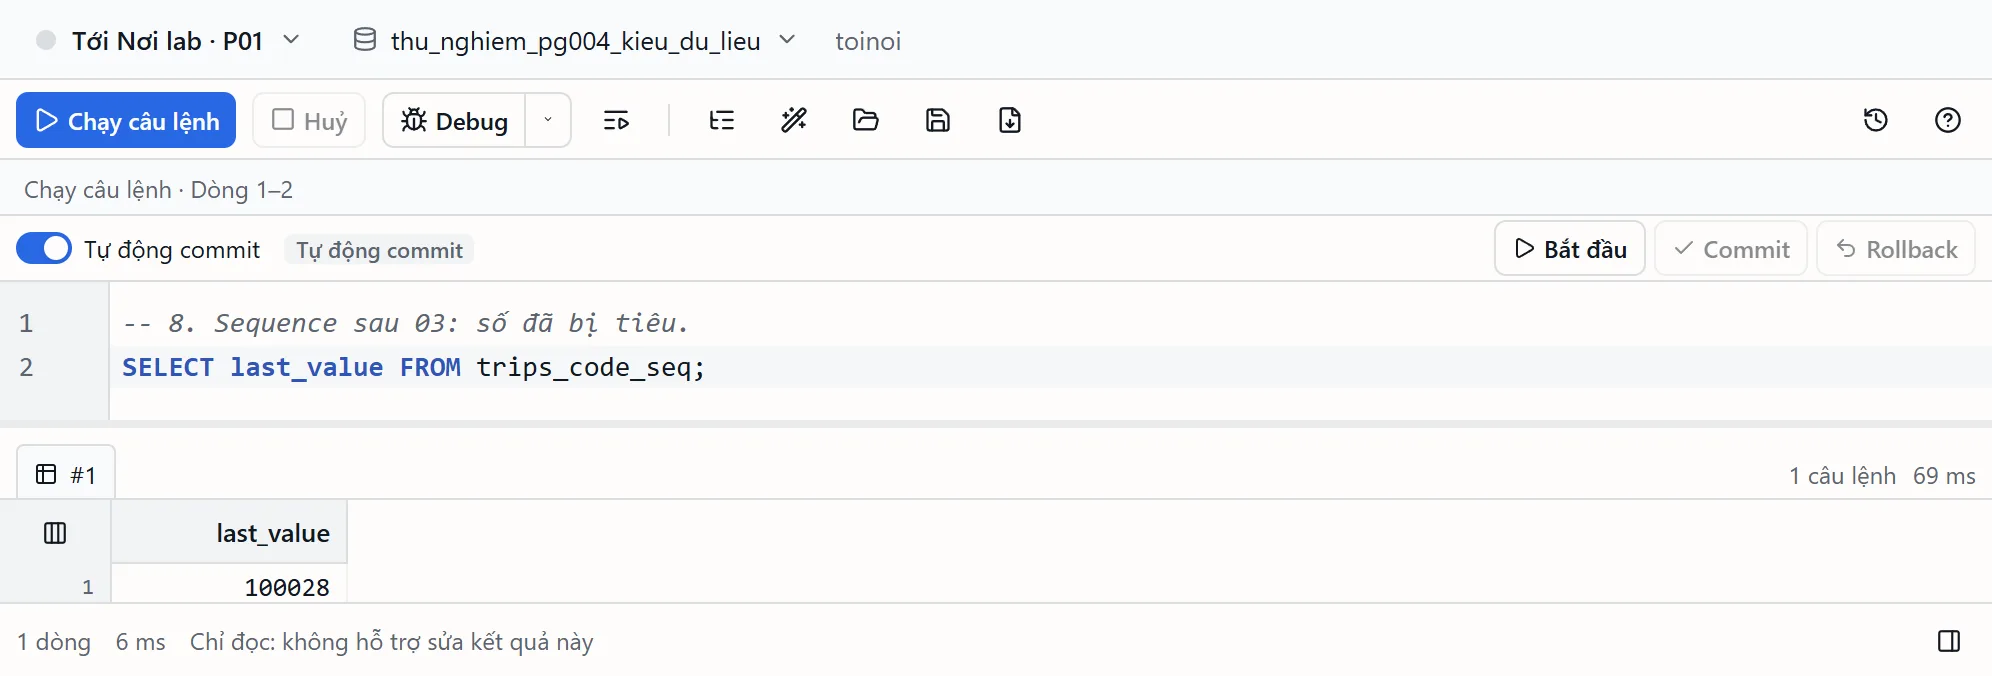 Tới Nơi lab · P01 thu_nghiem_pg004_kieu_du_lieu toinoi
Chạy câu lệnh Huỷ Debug
Chạy câu lệnh · Dòng 1–2
Tự động commit Tự động commit Bắt đầu Commit Rollback
1 -- 8. Sequence sau 03: số đã bị tiêu.
2 SELECT last_value FROM trips_code_seq;
#1 1 câu lệnh 69 ms
last_value
1 100028
1 dòng 6 ms Chỉ đọc: không hỗ trợ sửa kết quả này